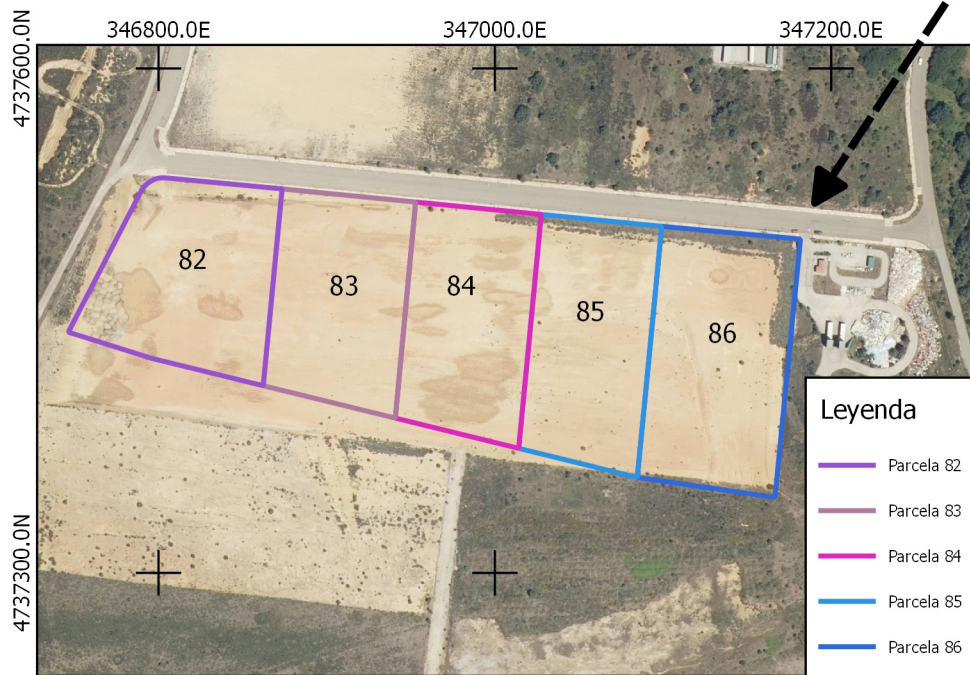 346800.0E 347000.0E 347200.0E
4737600.0N
82
83
84
85
86
4737300.0N
Leyenda
Parcela 82
Parcela 83
Parcela 84
Parcela 85
Parcela 86